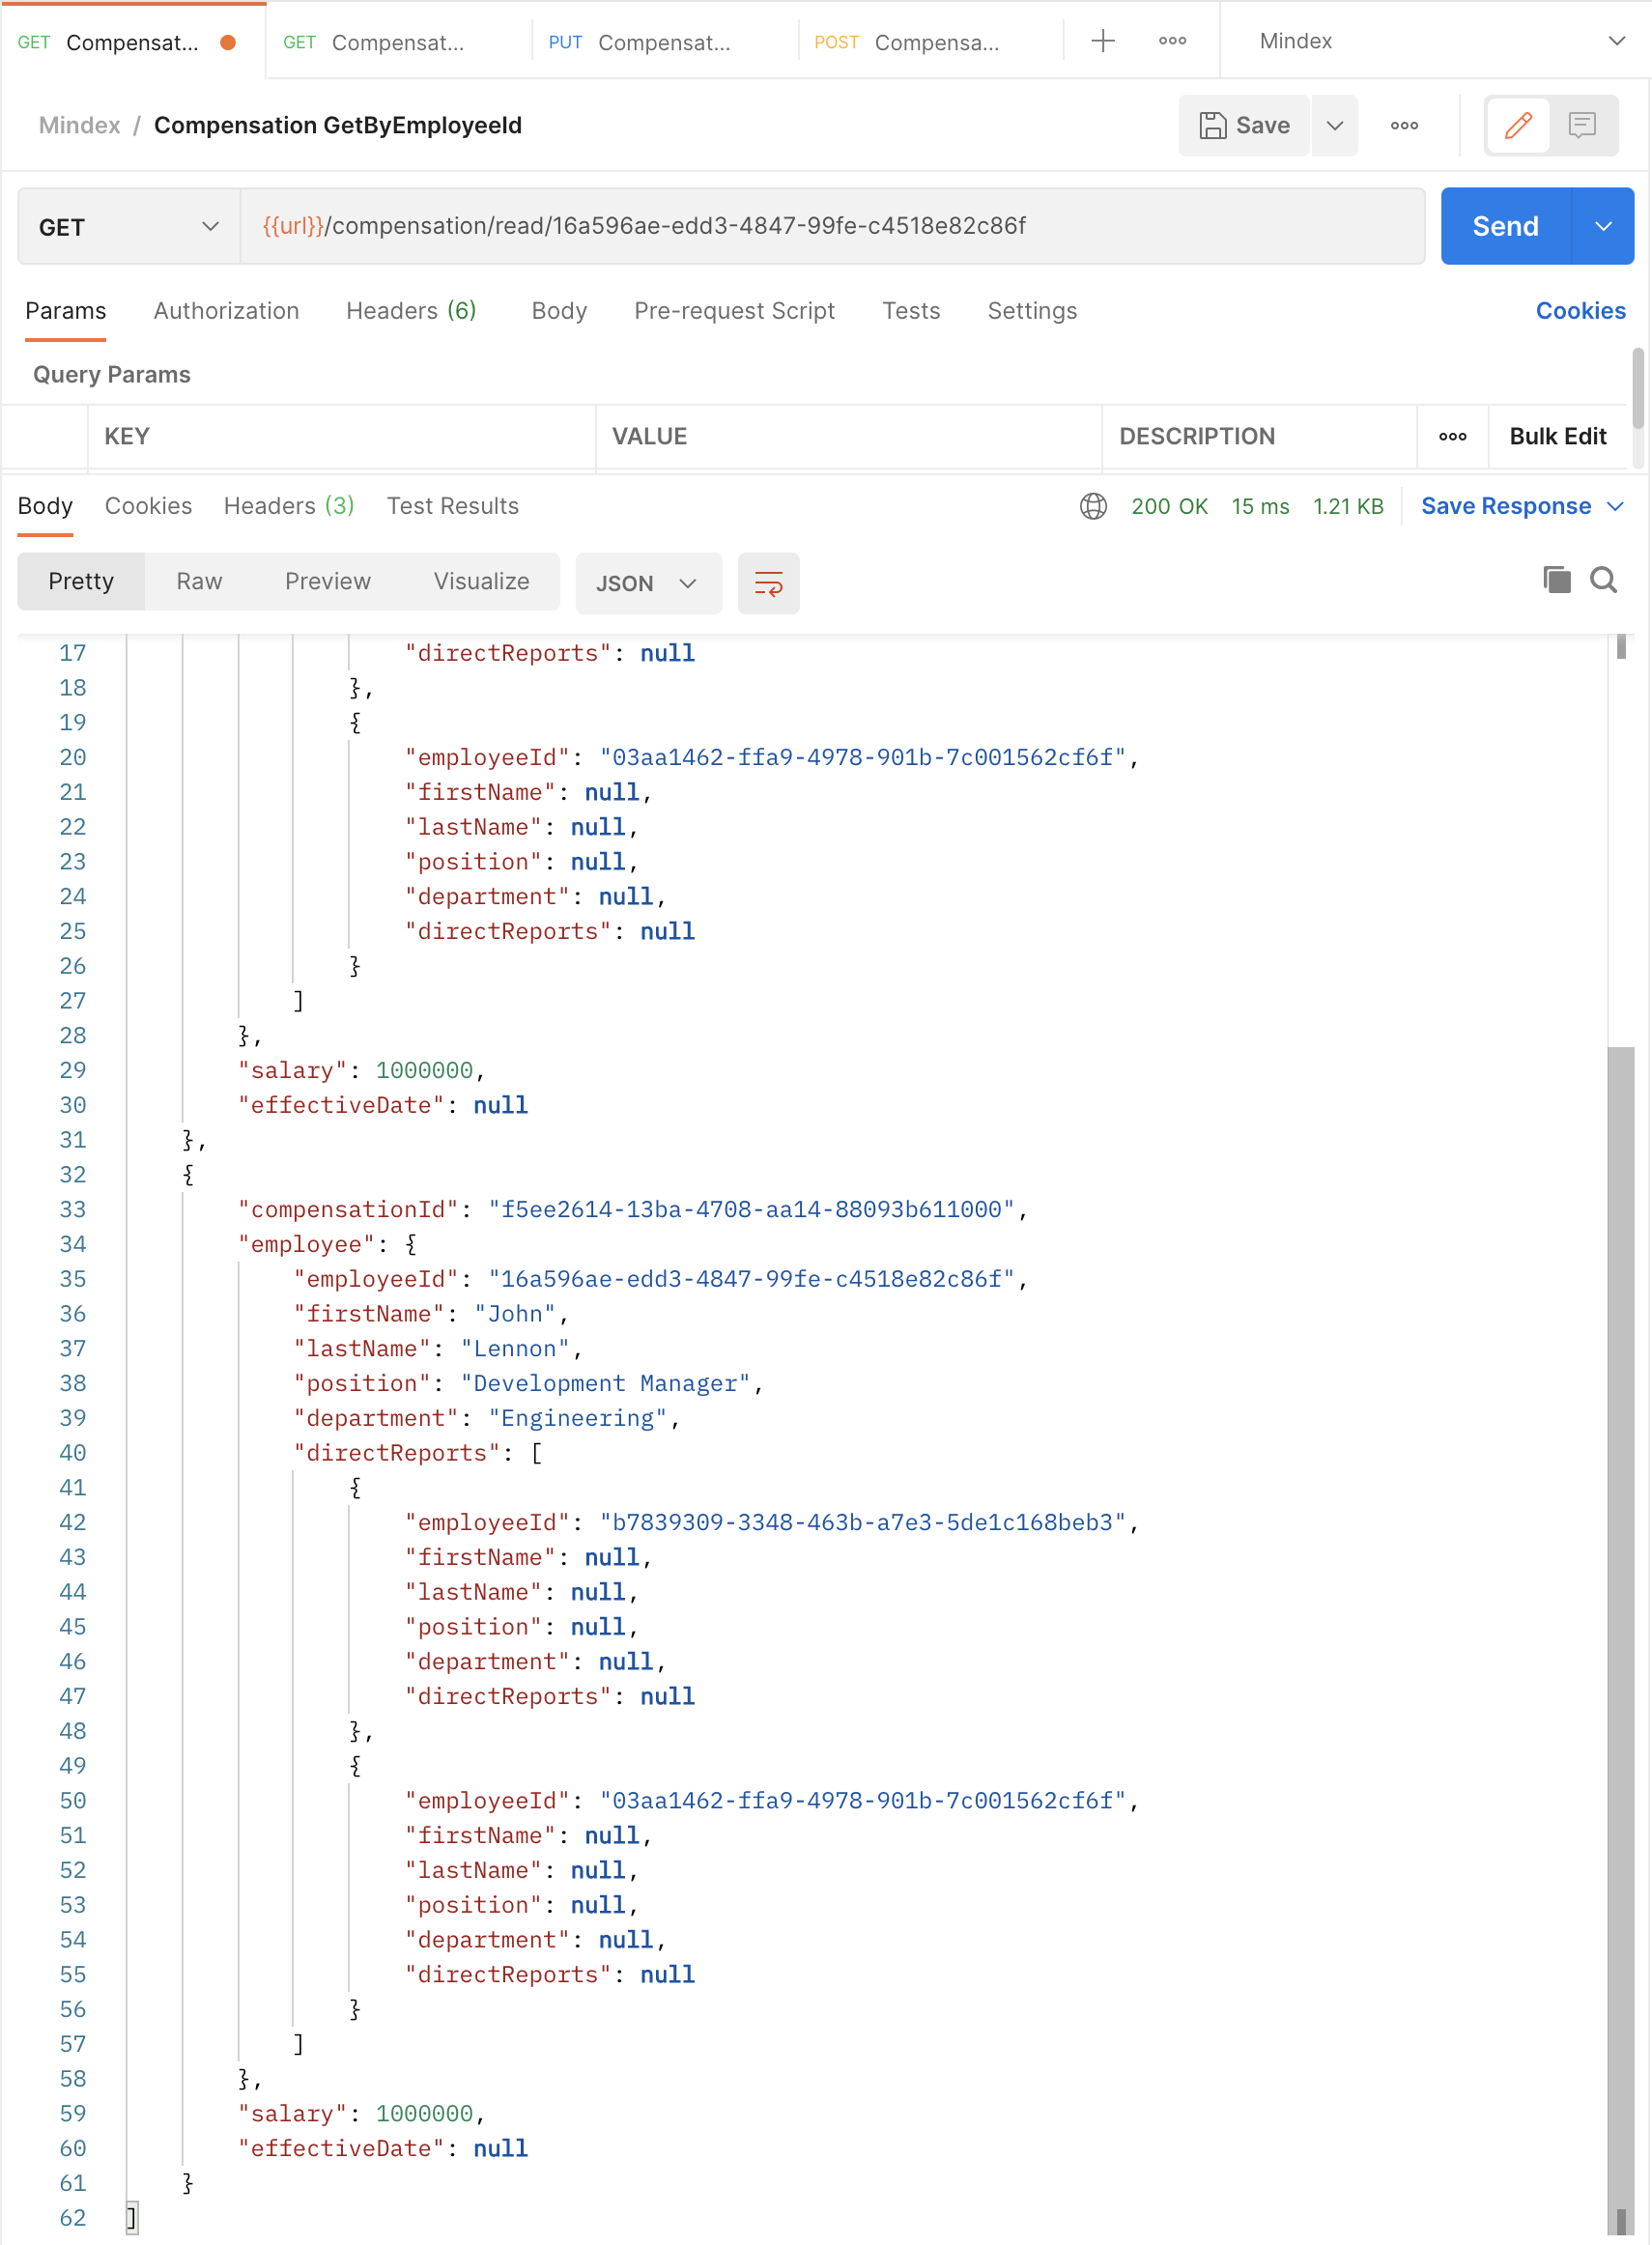 GET Compensat... GET Compensat... PUT Compensat... POST Compensa... Mindex
Mindex / Compensation GetByEmployeeId Save
GET {{url}}/compensation/read/16a596ae-edd3-4847-99fe-c4518e82c86f Send
Params Authorization Headers (6) Body Pre-request Script Tests Settings Cookies
Query Params
KEY VALUE DESCRIPTION Bulk Edit
Body Cookies Headers (3) Test Results 200 OK 15 ms 1.21 KB Save Response
Pretty Raw Preview Visualize JSON
17 "directReports": null
18 },
19 {
20 "employeeId": "03aa1462-ffa9-4978-901b-7c001562cf6f",
21 "firstName": null,
22 "lastName": null,
23 "position": null,
24 "department": null,
25 "directReports": null
26 }
27 ]
28 },
29 "salary": 1000000,
30 "effectiveDate": null
31 },
32 {
33 "compensationId": "f5ee2614-13ba-4708-aa14-88093b611000",
34 "employee": {
35 "employeeId": "16a596ae-edd3-4847-99fe-c4518e82c86f",
36 "firstName": "John",
37 "lastName": "Lennon",
38 "position": "Development Manager",
39 "department": "Engineering",
40 "directReports": [
41 {
42 "employeeId": "b7839309-3348-463b-a7e3-5de1c168beb3",
43 "firstName": null,
44 "lastName": null,
45 "position": null,
46 "department": null,
47 "directReports": null
48 },
49 {
50 "employeeId": "03aa1462-ffa9-4978-901b-7c001562cf6f",
51 "firstName": null,
52 "lastName": null,
53 "position": null,
54 "department": null,
55 "directReports": null
56 }
57 ]
58 },
59 "salary": 1000000,
60 "effectiveDate": null
61 }
62 ]